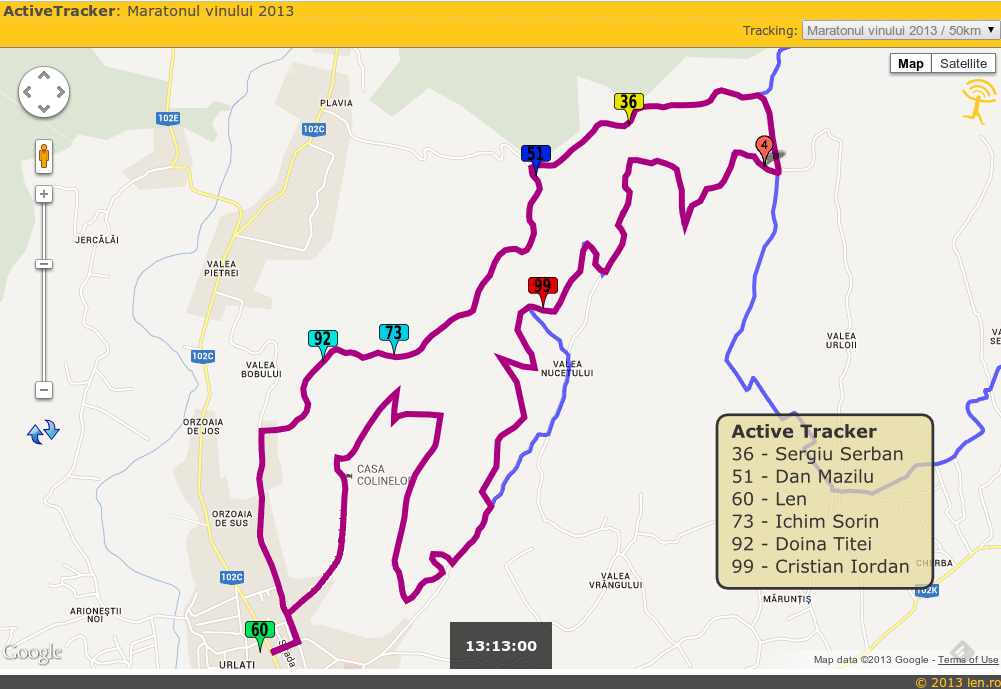 ActiveTracker: Maratonul vinului 2013
Tracking: Maratonul vinului 2013 / 50km
Map Satellite
PLAVIA
102E
102C
36
4
51
JERCĂLĂI
VALEA
PIETREI
99
92
73
VALEA
URLOII
102C
VALEA
BOBULUI
VALEA
NUCETULUI
VA
SE
ORZOAIA
DE JOS
CASA
COLINELOR
ORZOAIA
DE SUS
Active Tracker
36 - Sergiu Serban
51 - Dan Mazilu
60 - Len
73 - Ichim Sorin
92 - Doina Titei
99 - Cristian Iordan
102C
VALEA
VRÂNGULUI
CHERBA
102K
MĂRUNȚIȘ
ARIONEȘTII
NOI
60
13:13:00
Strada
URLATI
Google
Map data ©2013 Google - Terms of Use
© 2013 len.ro